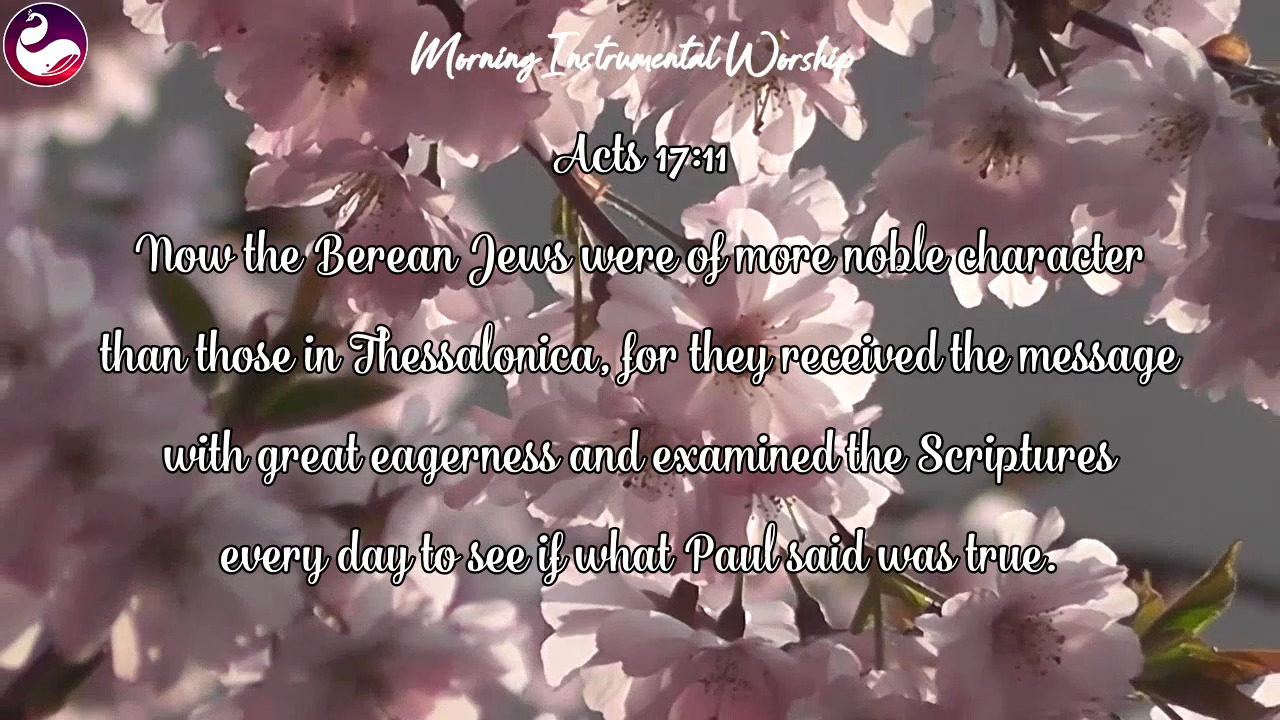 Morning Instrumental Worship
Acts 17:11
Now the Berean Jews were of more noble character
than those in Thessalonica, for they received the message
with great eagerness and examined the Scriptures
every day to see if what Paul said was true.